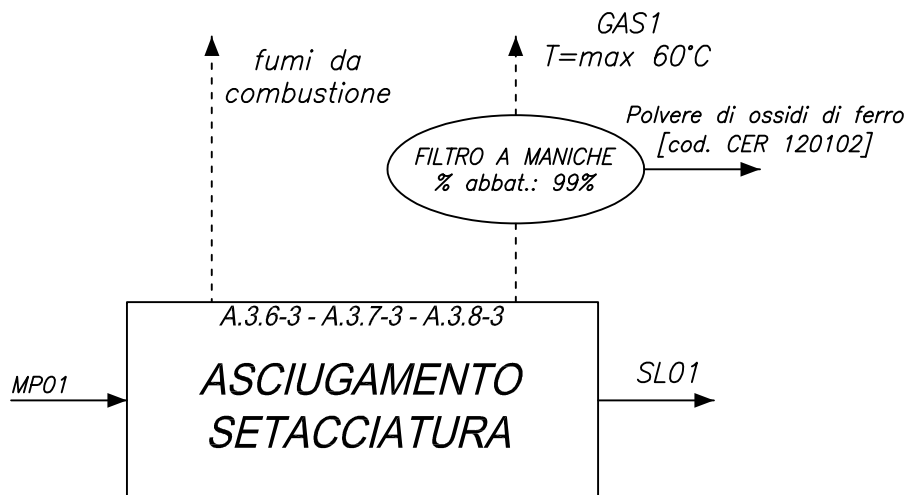 GAS1
T=max 60°C
fumi da
combustione
Polvere di ossidi di ferro
[cod. CER 120102]
FILTRO A MANICHE
% abbat.: 99%
A.3.6-3 - A.3.7-3 - A.3.8-3
MP01
ASCIUGAMENTO
SETACCIATURA
SL01